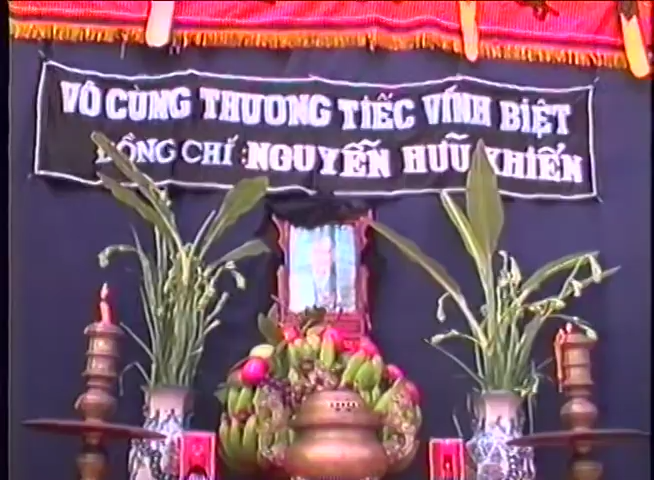 VÔ CÙNG THƯƠNG TIẾC VĨNH BIỆT
ĐỒNG CHÍ: NGUYỄN HỮU KHIẾN